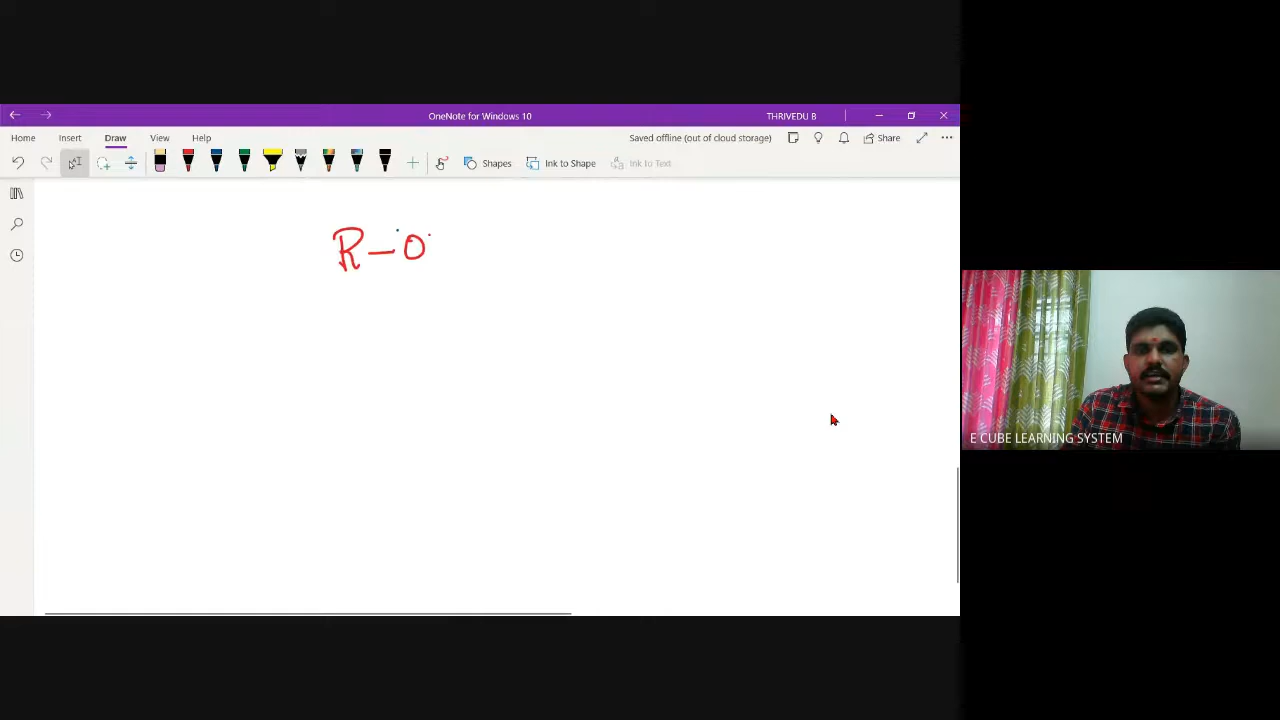 OneNote for Windows 10
THRIVEDU B
Home Insert Draw View Help
Saved offline (out of cloud storage)
Share
Shapes
Ink to Shape
Ink to Text
R-O
E CUBE LEARNING SYSTEM